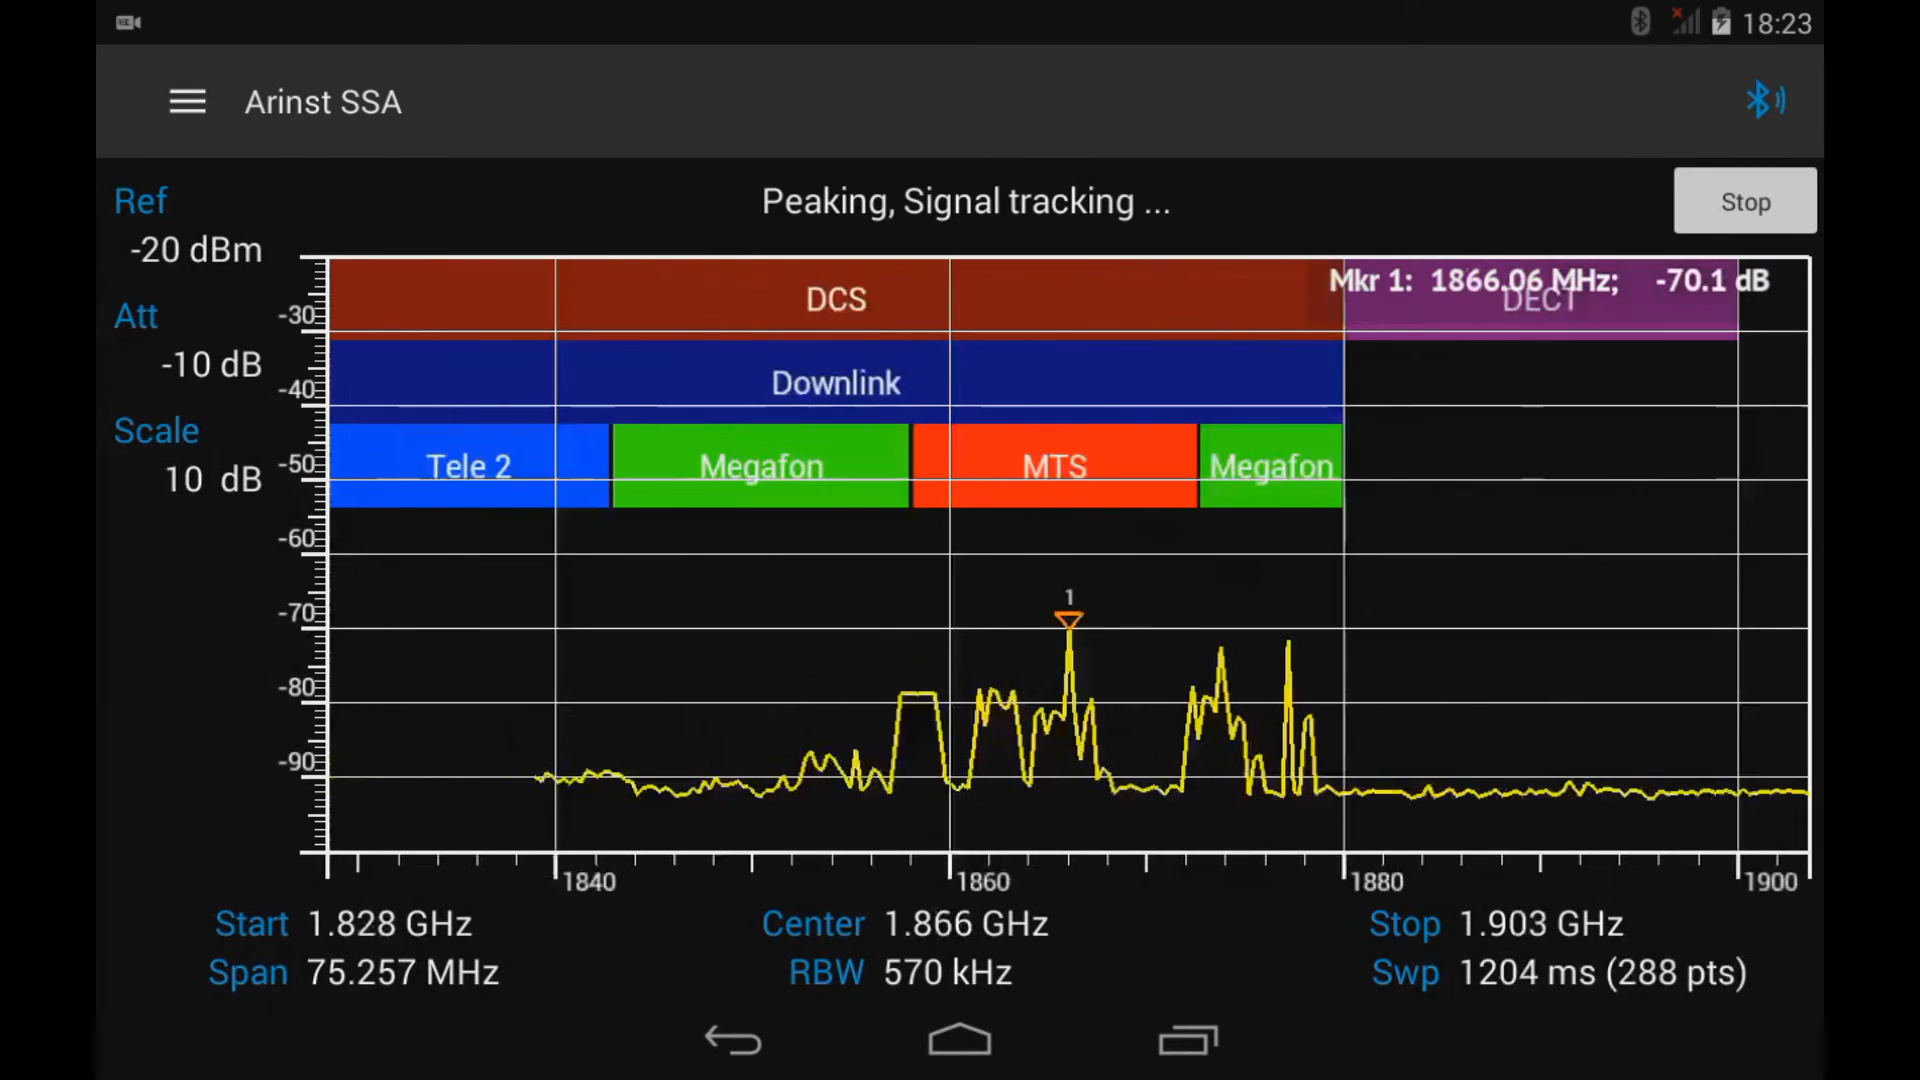 REC
18:23
Arinst SSA
Ref
-20 dBm
Att
-10 dB
Scale
10 dB
Peaking, Signal tracking ...
Stop
Mkr 1: 1866.06 MHz; -70.1 dB
DCS
DECT
Downlink
Tele 2
Megafon
MTS
Megafon
-30
-40
-50
-60
-70
-80
-90
1
1840
1860
1880
1900
Start 1.828 GHz
Center 1.866 GHz
Stop 1.903 GHz
Span 75.257 MHz
RBW 570 kHz
Swp 1204 ms (288 pts)